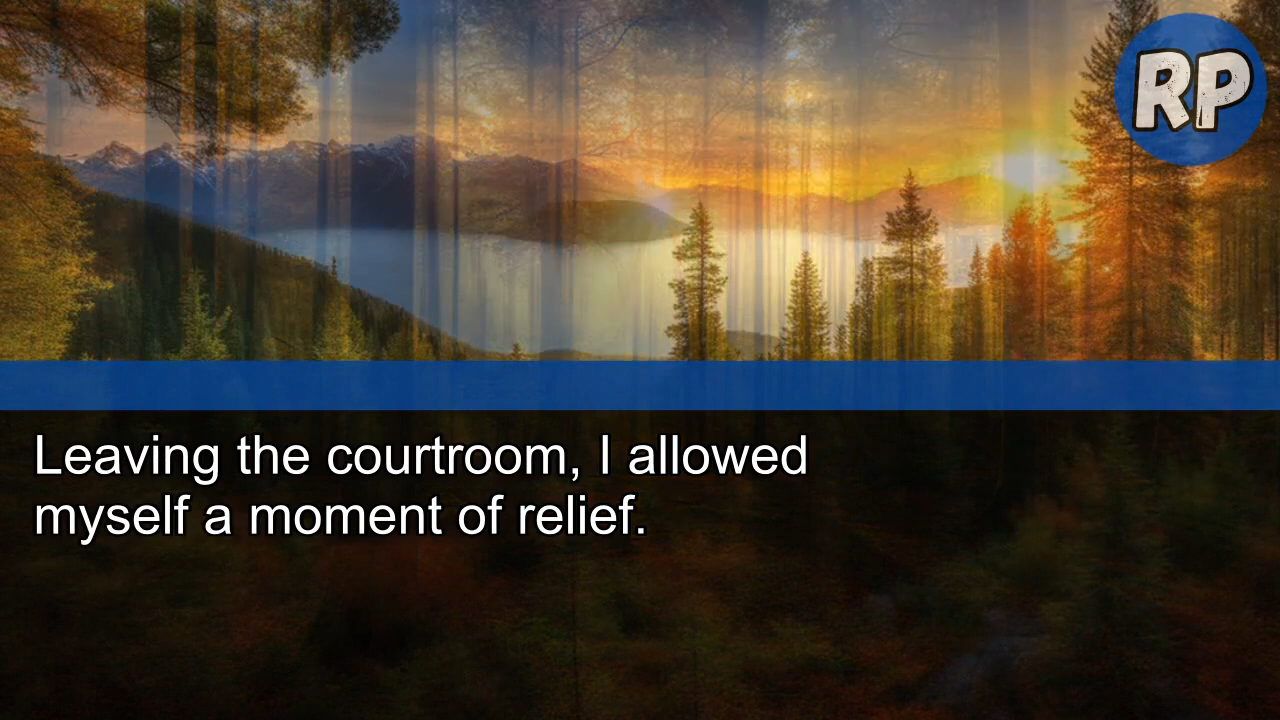 RP
Leaving the courtroom, I allowed
myself a moment of relief.